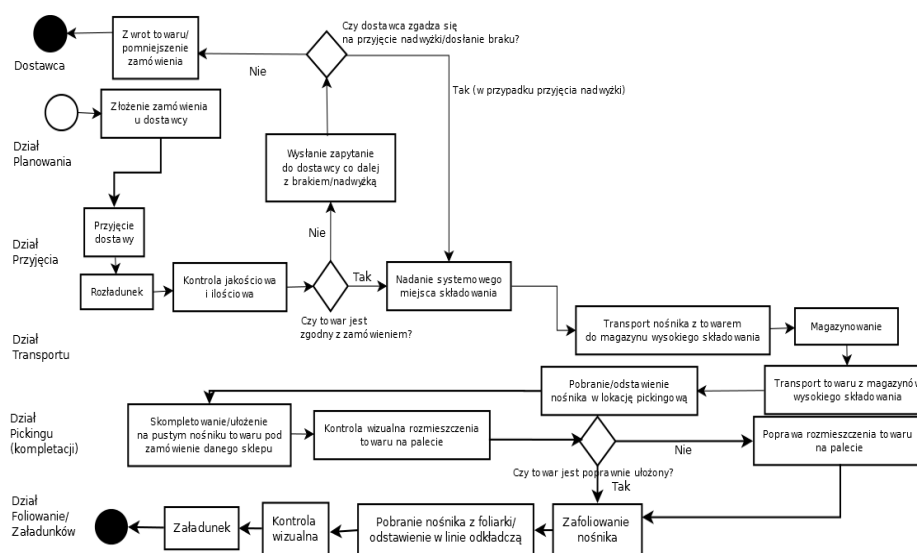 Dostawca
Z wrot towaru/
pomniejszenie
zamówienia
Nie
Czy dostawca zgadza się
na przyjęcie nadwyżki/dosłanie braku?
Tak (w przypadku przyjęcia nadwyżki)
Złożenie zamówienia
u dostawcy
Dział
Planowania
Wysłanie zapytanie
do dostawcy co dalej
z brakiem/nadwyżką
Dział
Przyjęcia
Przyjęcie
dostawy
Nie
Rozładunek
Kontrola jakościowa
i ilościowa
Tak
Czy towar jest
zgodny z zamówieniem?
Nadanie systemowego
miejsca składowania
Dział
Transportu
Transport nośnika z towarem
do magazynu wysokiego składowania
Magazynowanie
Transport towaru z magazynów
wysokiego składowania
Pobranie/odstawienie
nośnika w lokację pickingową
Dział
Pickingu
(kompletacji)
Skompletowanie/ułożenie
na pustym nośniku towaru pod
zamówienie danego sklepu
Kontrola wizualna rozmieszczenia
towaru na palecie
Czy towar jest poprawnie ułożony?
Nie
Poprawa rozmieszczenia towaru
na palecie
Tak
Dział
Foliowanie/
Załadunków
Załadunek
Kontrola
wizualna
Pobranie nośnika z foliarki/
odstawienie w linie odkładczą
Zafoliowanie
nośnika